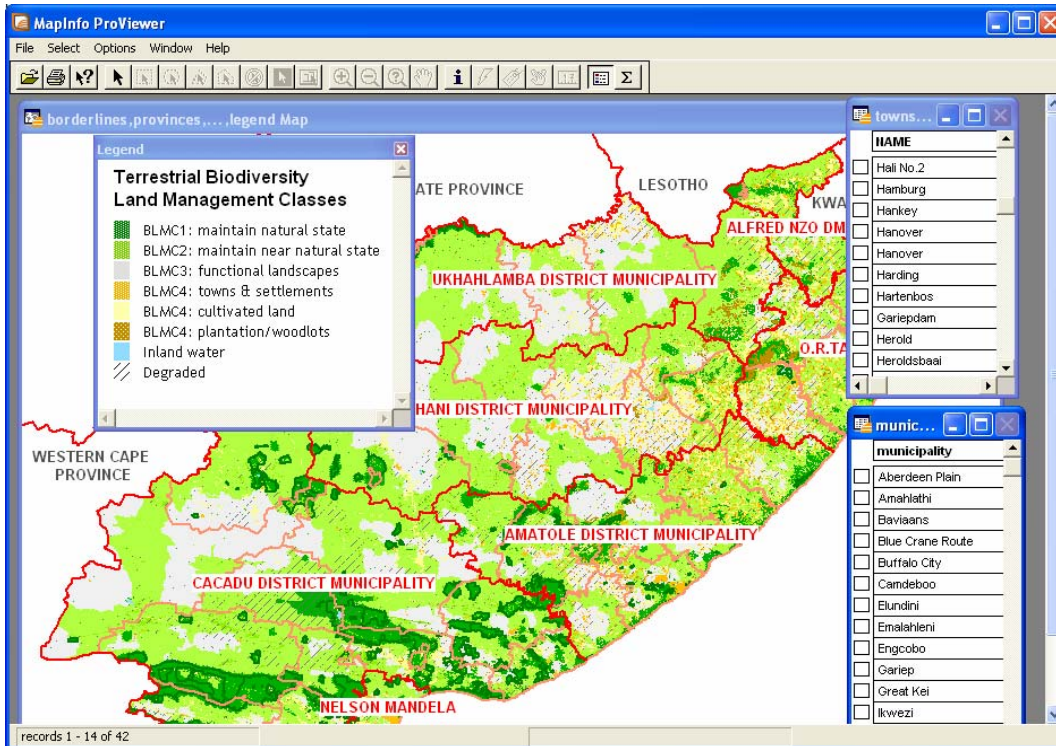 MapInfo ProViewer
File Select Options Window Help
borderlines,provinces,...,legend Map
Legend
Terrestrial Biodiversity
Land Management Classes
BLMC1: maintain natural state
BLMC2: maintain near natural state
BLMC3: functional landscapes
BLMC4: towns & settlements
BLMC4: cultivated land
BLMC4: plantation/woodlots
Inland water
Degraded
ATE PROVINCE
LESOTHO
KWA
ALFRED NZO DM
UKHAHLAMBA DISTRICT MUNICIPALITY
O.R.TA
HANI DISTRICT MUNICIPALITY
WESTERN CAPE
PROVINCE
AMATOLE DISTRICT MUNICIPALITY
CACADU DISTRICT MUNICIPALITY
NELSON MANDELA
towns...
NAME
Hali No.2
Hamburg
Hankey
Hanover
Hanover
Harding
Hartenbos
Gariepdam
Herold
Heroldsbaai
munic...
municipality
Aberdeen Plain
Amahlathi
Baviaans
Blue Crane Route
Buffalo City
Camdeboo
Elundini
Emalahleni
Engcobo
Gariep
Great Kei
Ikwezi
records 1 - 14 of 42